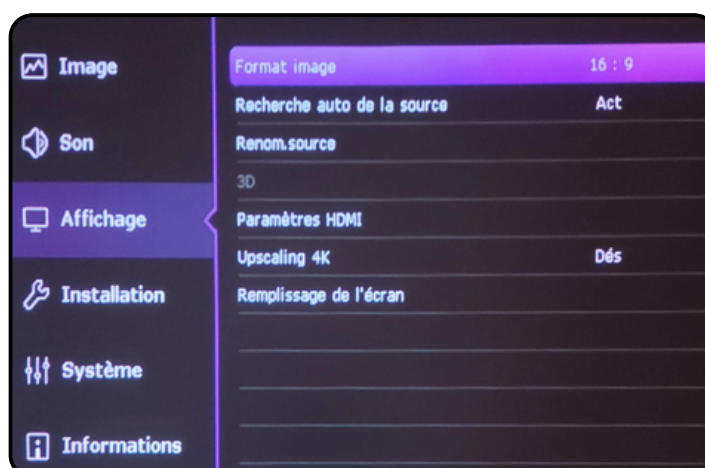 Image
Son
Affichage
Installation
Système
Informations
Format image 16 : 9
Recherche auto de la source Act
Renom.source
3D
Paramètres HDMI
Upscaling 4K Dés
Remplissage de l'écran